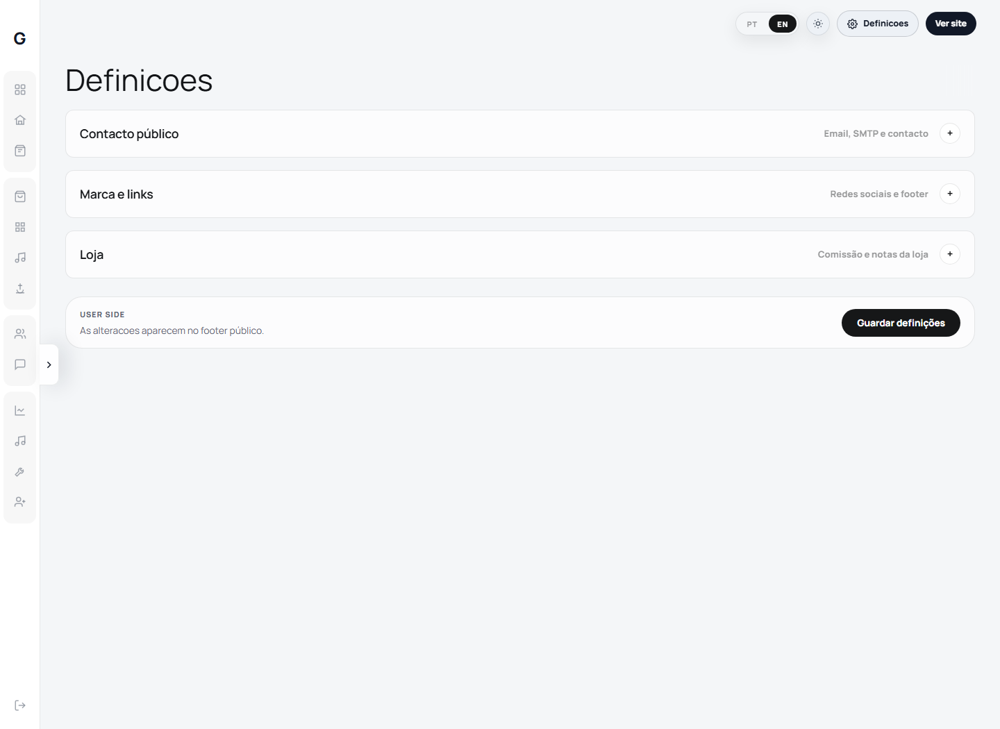 G
PT
EN
Definicoes
Ver site
Definicoes
Contacto público
Email, SMTP e contacto
+
Marca e links
Redes sociais e footer
+
Loja
Comissão e notas da loja
+
USER SIDE
As alteracoes aparecem no footer público.
Guardar definições